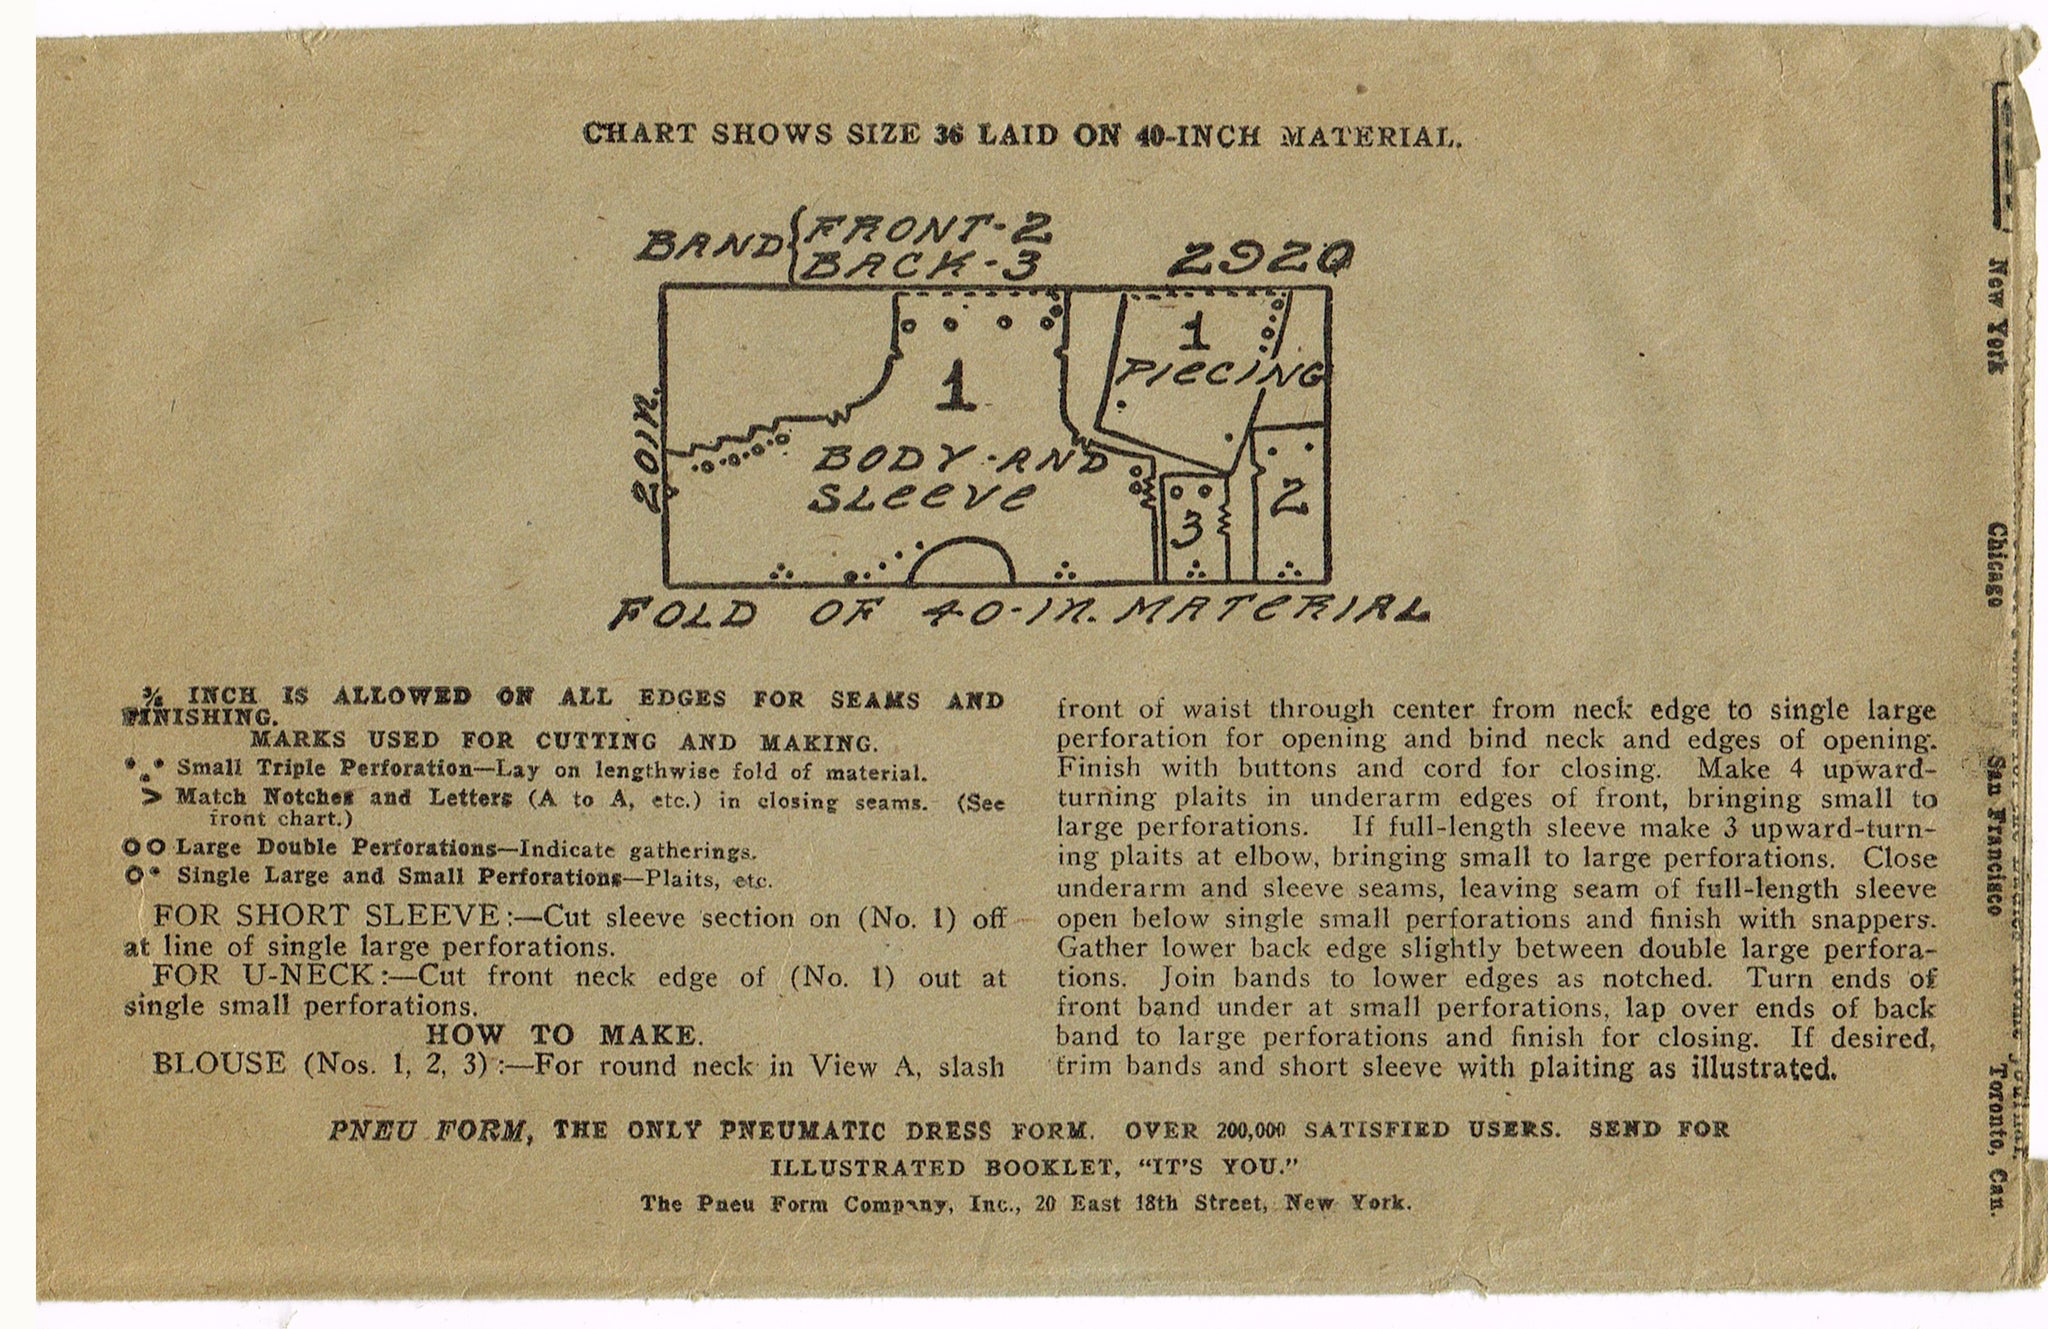 CHART SHOWS SIZE 36 LAID ON 40-INCH MATERIAL.
BAND { FRONT-2
BACK-3
2920
1
1
PIECING
20 IN.
BODY-AND
SLEEVE
3
2
FOLD OF 40-IN. MATERIAL
⅜ INCH IS ALLOWED ON ALL EDGES FOR SEAMS AND
FINISHING.
MARKS USED FOR CUTTING AND MAKING.
Small Triple Perforation—Lay on lengthwise fold of material.
> Match Notches and Letters (A to A, etc.) in closing seams. (See
front chart.)
Large Double Perforations—Indicate gatherings.
Single Large and Small Perforations—Plaits, etc.
FOR SHORT SLEEVE:—Cut sleeve section on (No. 1) off
at line of single large perforations.
FOR U-NECK:—Cut front neck edge of (No. 1) out at
single small perforations.
HOW TO MAKE.
BLOUSE (Nos. 1, 2, 3):—For round neck in View A, slash
front of waist through center from neck edge to single large
perforation for opening and bind neck and edges of opening.
Finish with buttons and cord for closing. Make 4 upward-
turning plaits in underarm edges of front, bringing small to
large perforations. If full-length sleeve make 3 upward-turn-
ing plaits at elbow, bringing small to large perforations. Close
underarm and sleeve seams, leaving seam of full-length sleeve
open below single small perforations and finish with snappers.
Gather lower back edge slightly between double large perfora-
tions. Join bands to lower edges as notched. Turn ends of
front band under at small perforations, lap over ends of back
band to large perforations and finish for closing. If desired,
trim bands and short sleeve with plaiting as illustrated.
PNEU FORM, THE ONLY PNEUMATIC DRESS FORM. OVER 200,000 SATISFIED USERS. SEND FOR
ILLUSTRATED BOOKLET, "IT'S YOU."
The Pneu Form Company, Inc., 20 East 18th Street, New York.
New York Chicago San Francisco Toronto, Can.